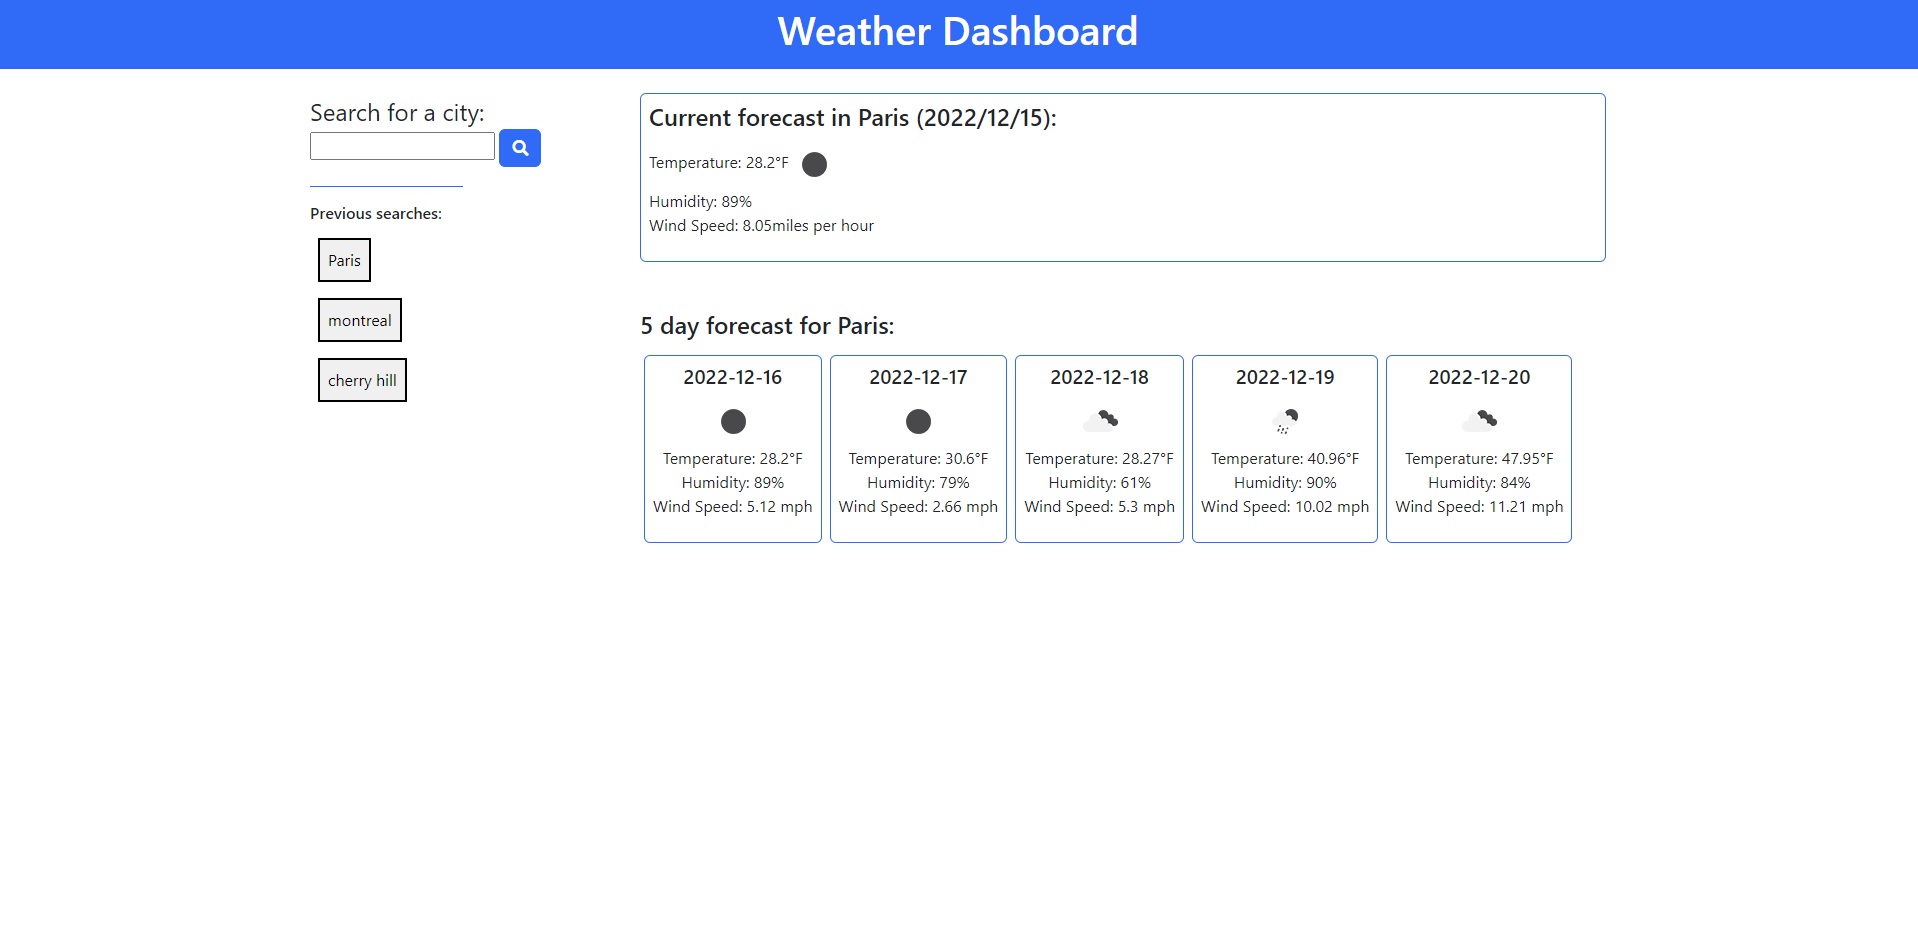 Weather Dashboard
Search for a city:
Previous searches:
Paris
montreal
cherry hill
Current forecast in Paris (2022/12/15):
Temperature: 28.2°F
Humidity: 89%
Wind Speed: 8.05miles per hour
5 day forecast for Paris:
2022-12-16
Temperature: 28.2°F
Humidity: 89%
Wind Speed: 5.12 mph
2022-12-17
Temperature: 30.6°F
Humidity: 79%
Wind Speed: 2.66 mph
2022-12-18
Temperature: 28.27°F
Humidity: 61%
Wind Speed: 5.3 mph
2022-12-19
Temperature: 40.96°F
Humidity: 90%
Wind Speed: 10.02 mph
2022-12-20
Temperature: 47.95°F
Humidity: 84%
Wind Speed: 11.21 mph